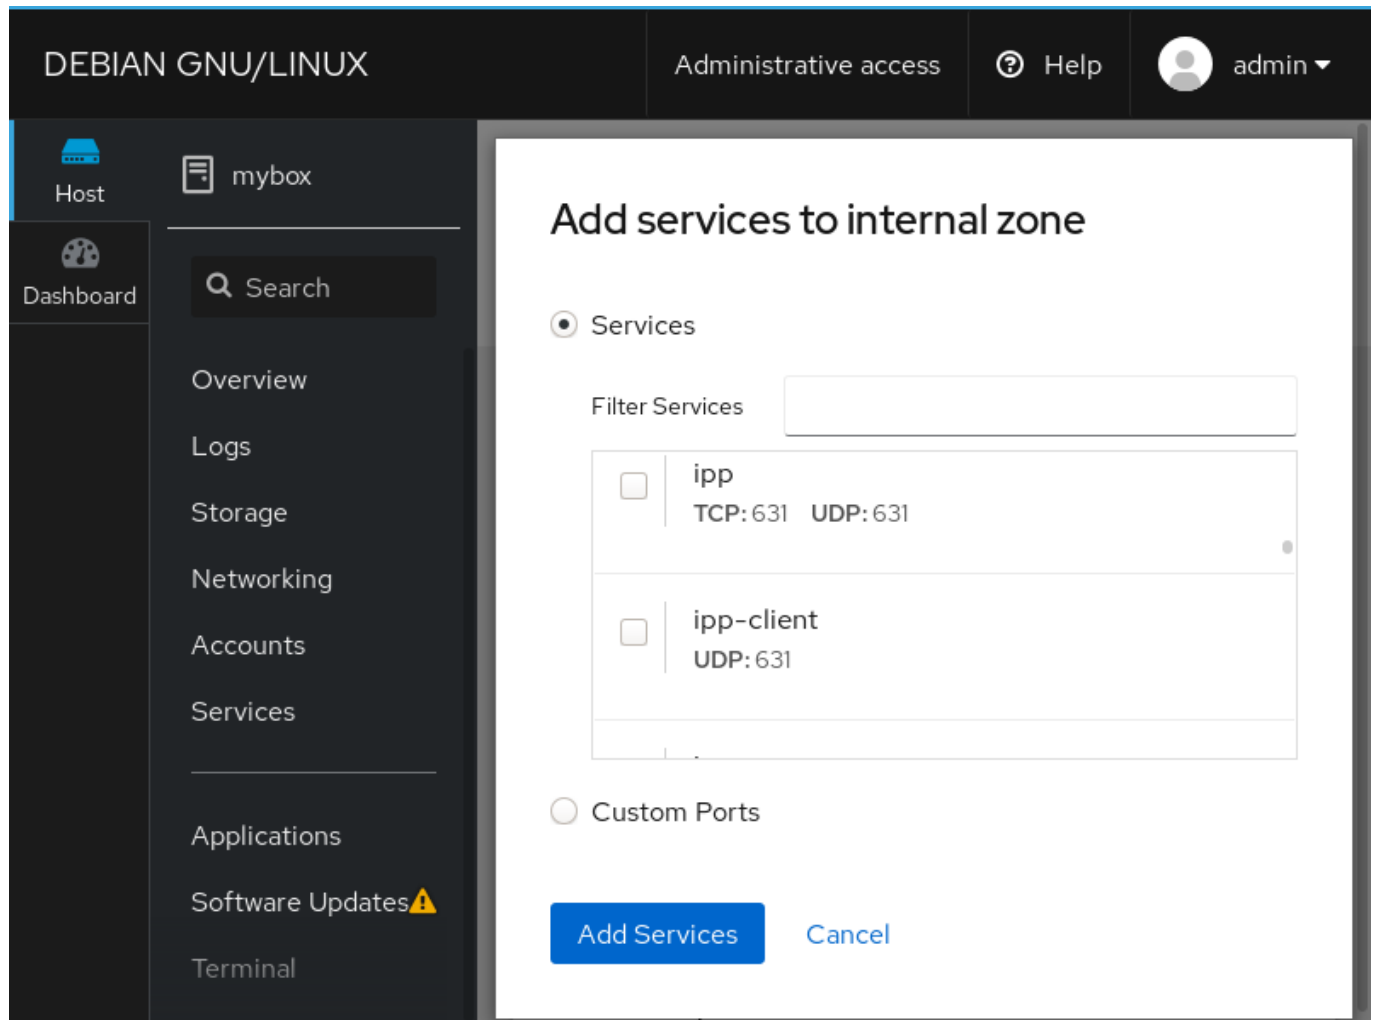 DEBIAN GNU/LINUX
Administrative access
Help
admin
Host
Dashboard
mybox
Search
Overview
Logs
Storage
Networking
Accounts
Services
Applications
Software Updates
Terminal
Add services to internal zone
Services
Filter Services
ipp
TCP: 631 UDP: 631
ipp-client
UDP: 631
Custom Ports
Add Services Cancel